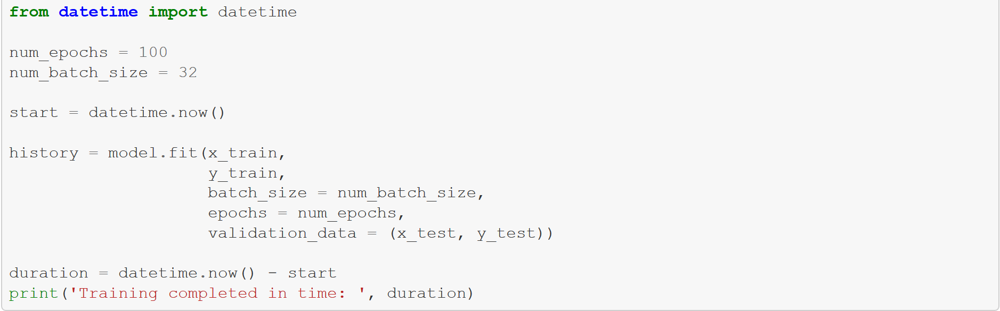 from datetime import datetime
num_epochs = 100
num_batch_size = 32
start = datetime.now()
history = model.fit(x_train,
y_train,
batch_size = num_batch_size,
epochs = num_epochs,
validation_data = (x_test, y_test))
duration = datetime.now() - start
print('Training completed in time: ', duration)